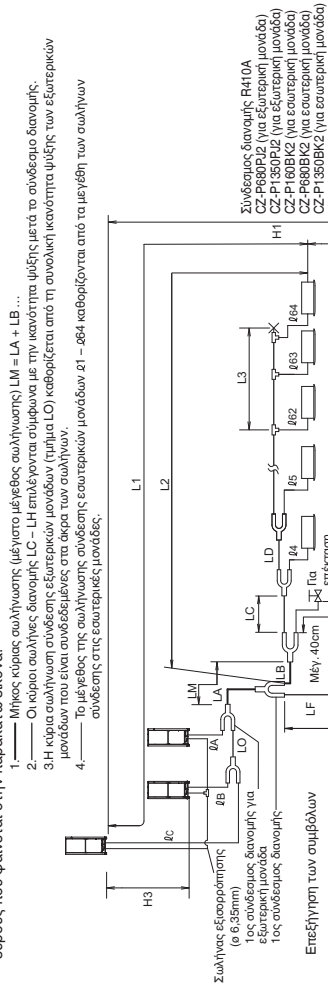 εύρους που φαίνεται στην παρακάτω εικόνα.
1. Μήκος κύριας σωλήνωσης (μέγιστο μέγεθος σωλήνωσης) LM = LA + LB ...
2. Οι κύριοι σωλήνες διανομής LC – LH επιλέγονται σύμφωνα με την ικανότητα ψύξης μετά το σύνδεσμο διανομής.
3.Η κύρια σωλήνωση σύνδεσης εξωτερικών μονάδων (τμήμα LO) καθορίζεται από τη συνολική ικανότητα ψύξης των εξωτερικών
μονάδων που είναι συνδεδεμένες στα άκρα των σωλήνων.
4. Το μέγεθος της σωλήνωσης σύνδεσης εσωτερικών μονάδων ℓ1 – ℓ64 καθορίζονται από τα μεγέθη των σωλήνων
σύνδεσης στις εσωτερικές μονάδες.
L1
H3
ℓC
ℓB
ℓA
LO
L2
LM
LA
LB
LC
LD
L3
H1
ℓ4
ℓ5
ℓ62
ℓ63
ℓ64
LF
Μέγ. 40cm
Για
επέκταση
Σωλήνας εξισορρόπησης
(ø 6,35mm)
1ος σύνδεσμος διανομής για
εξωτερική μονάδα
1ος σύνδεσμος διανομής
Επεξήγηση των συμβόλων
Σύνδεσμος διανομής R410A
CZ-P680PJ2 (για εξωτερική μονάδα)
CZ-P1350PJ2 (για εξωτερική μονάδα)
CZ-P160BK2 (για εσωτερική μονάδα)
CZ-P680BK2 (για εσωτερική μονάδα)
CZ-P1350BK2 (για εσωτερική μονάδα)